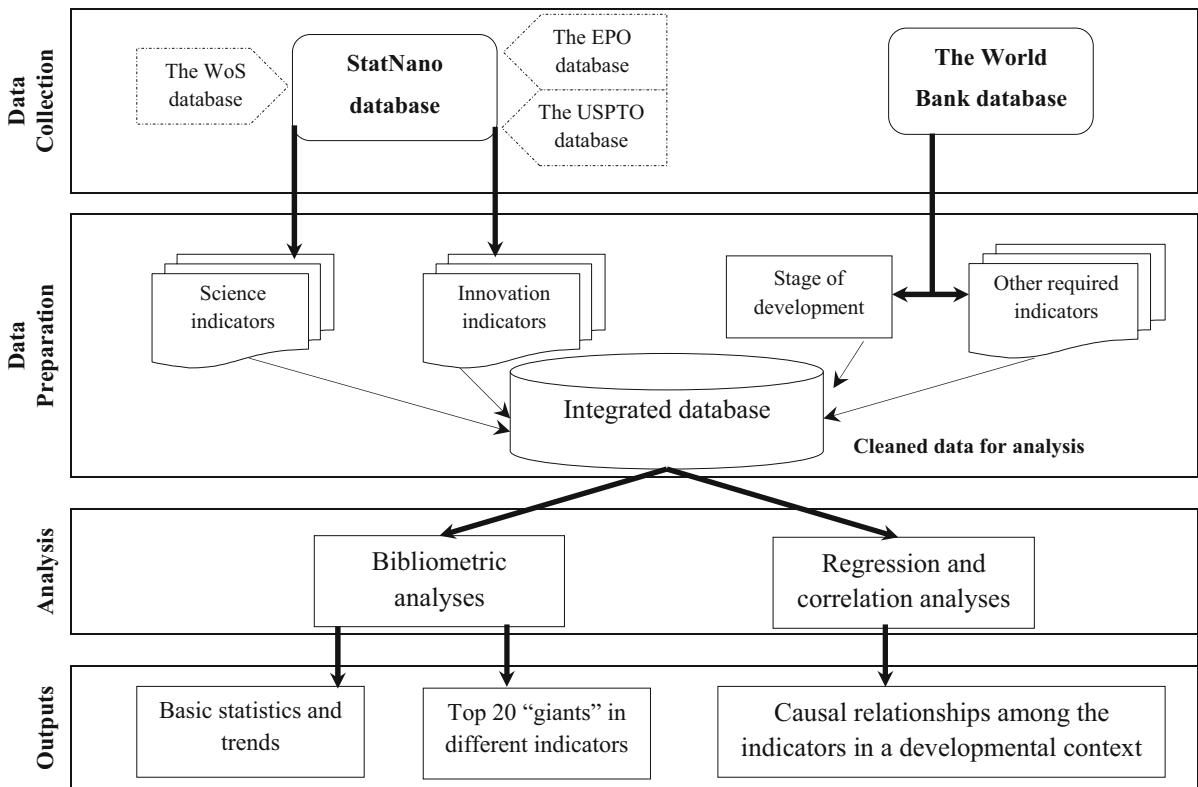 Data
Collection
The WoS
database
StatNano
database
The EPO
database
The USPTO
database
The World
Bank database
Data
Preparation
Science
indicators
Innovation
indicators
Stage of
development
Other required
indicators
Integrated database
Cleaned data for analysis
Analysis
Bibliometric
analyses
Regression and
correlation analyses
Outputs
Basic statistics and
trends
Top 20 “giants” in
different indicators
Causal relationships among the
indicators in a developmental context